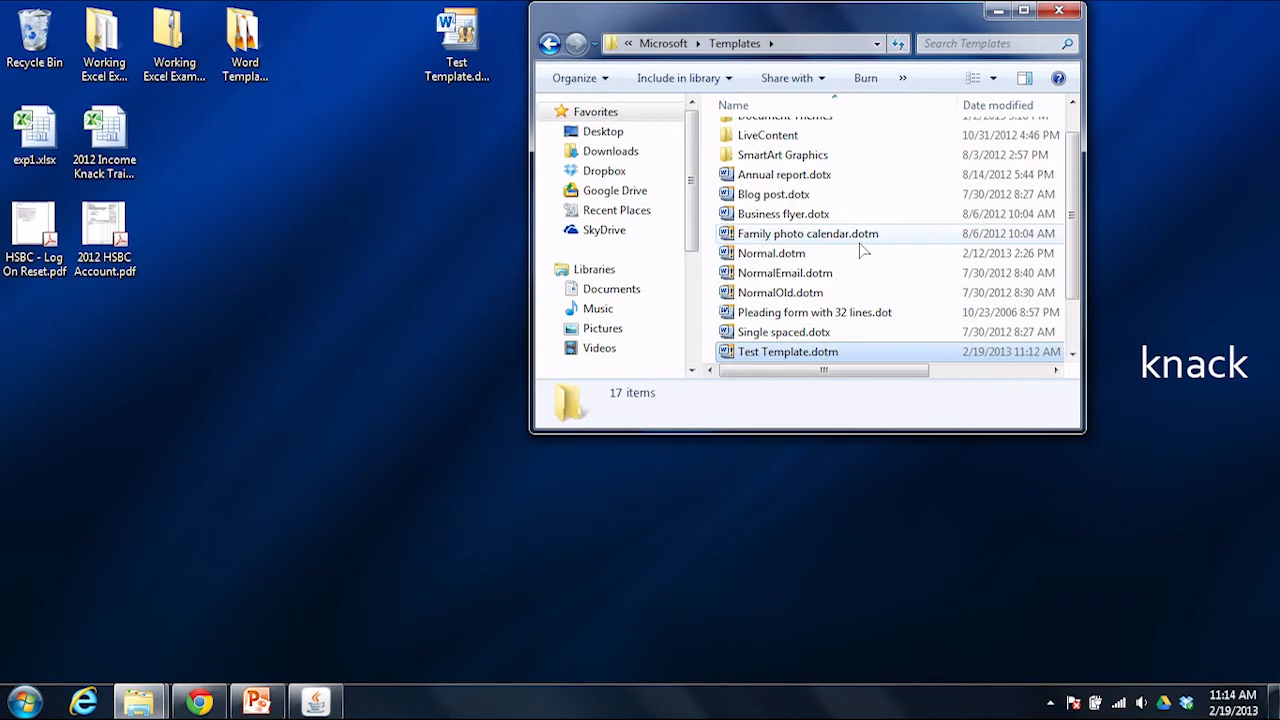 Recycle Bin
Working
Excel Ex...
Working
Excel Exam...
Word
Templa...
Test
Template.d...
exp1.xlsx
2012 Income
Knack Trai...
HSBC - Log
On Reset.pdf
2012 HSBC
Account.pdf
« Microsoft Templates
Search Templates
Organize Include in library Share with Burn »
Favorites
Desktop
Downloads
Dropbox
Google Drive
Recent Places
SkyDrive
Libraries
Documents
Music
Pictures
Videos
Name Date modified
Document Themes
LiveContent 10/31/2012 4:46 PM
SmartArt Graphics 8/3/2012 2:57 PM
Annual report.dotx 8/14/2012 5:44 PM
Blog post.dotx 7/30/2012 8:27 AM
Business flyer.dotx 8/6/2012 10:04 AM
Family photo calendar.dotm 8/6/2012 10:04 AM
Normal.dotm 2/12/2013 2:26 PM
NormalEmail.dotm 7/30/2012 8:40 AM
NormalOld.dotm 7/30/2012 8:30 AM
Pleading form with 32 lines.dot 10/23/2006 8:57 PM
Single spaced.dotx 7/30/2012 8:27 AM
Test Template.dotm 2/19/2013 11:12 AM
17 items
knack
11:14 AM
2/19/2013